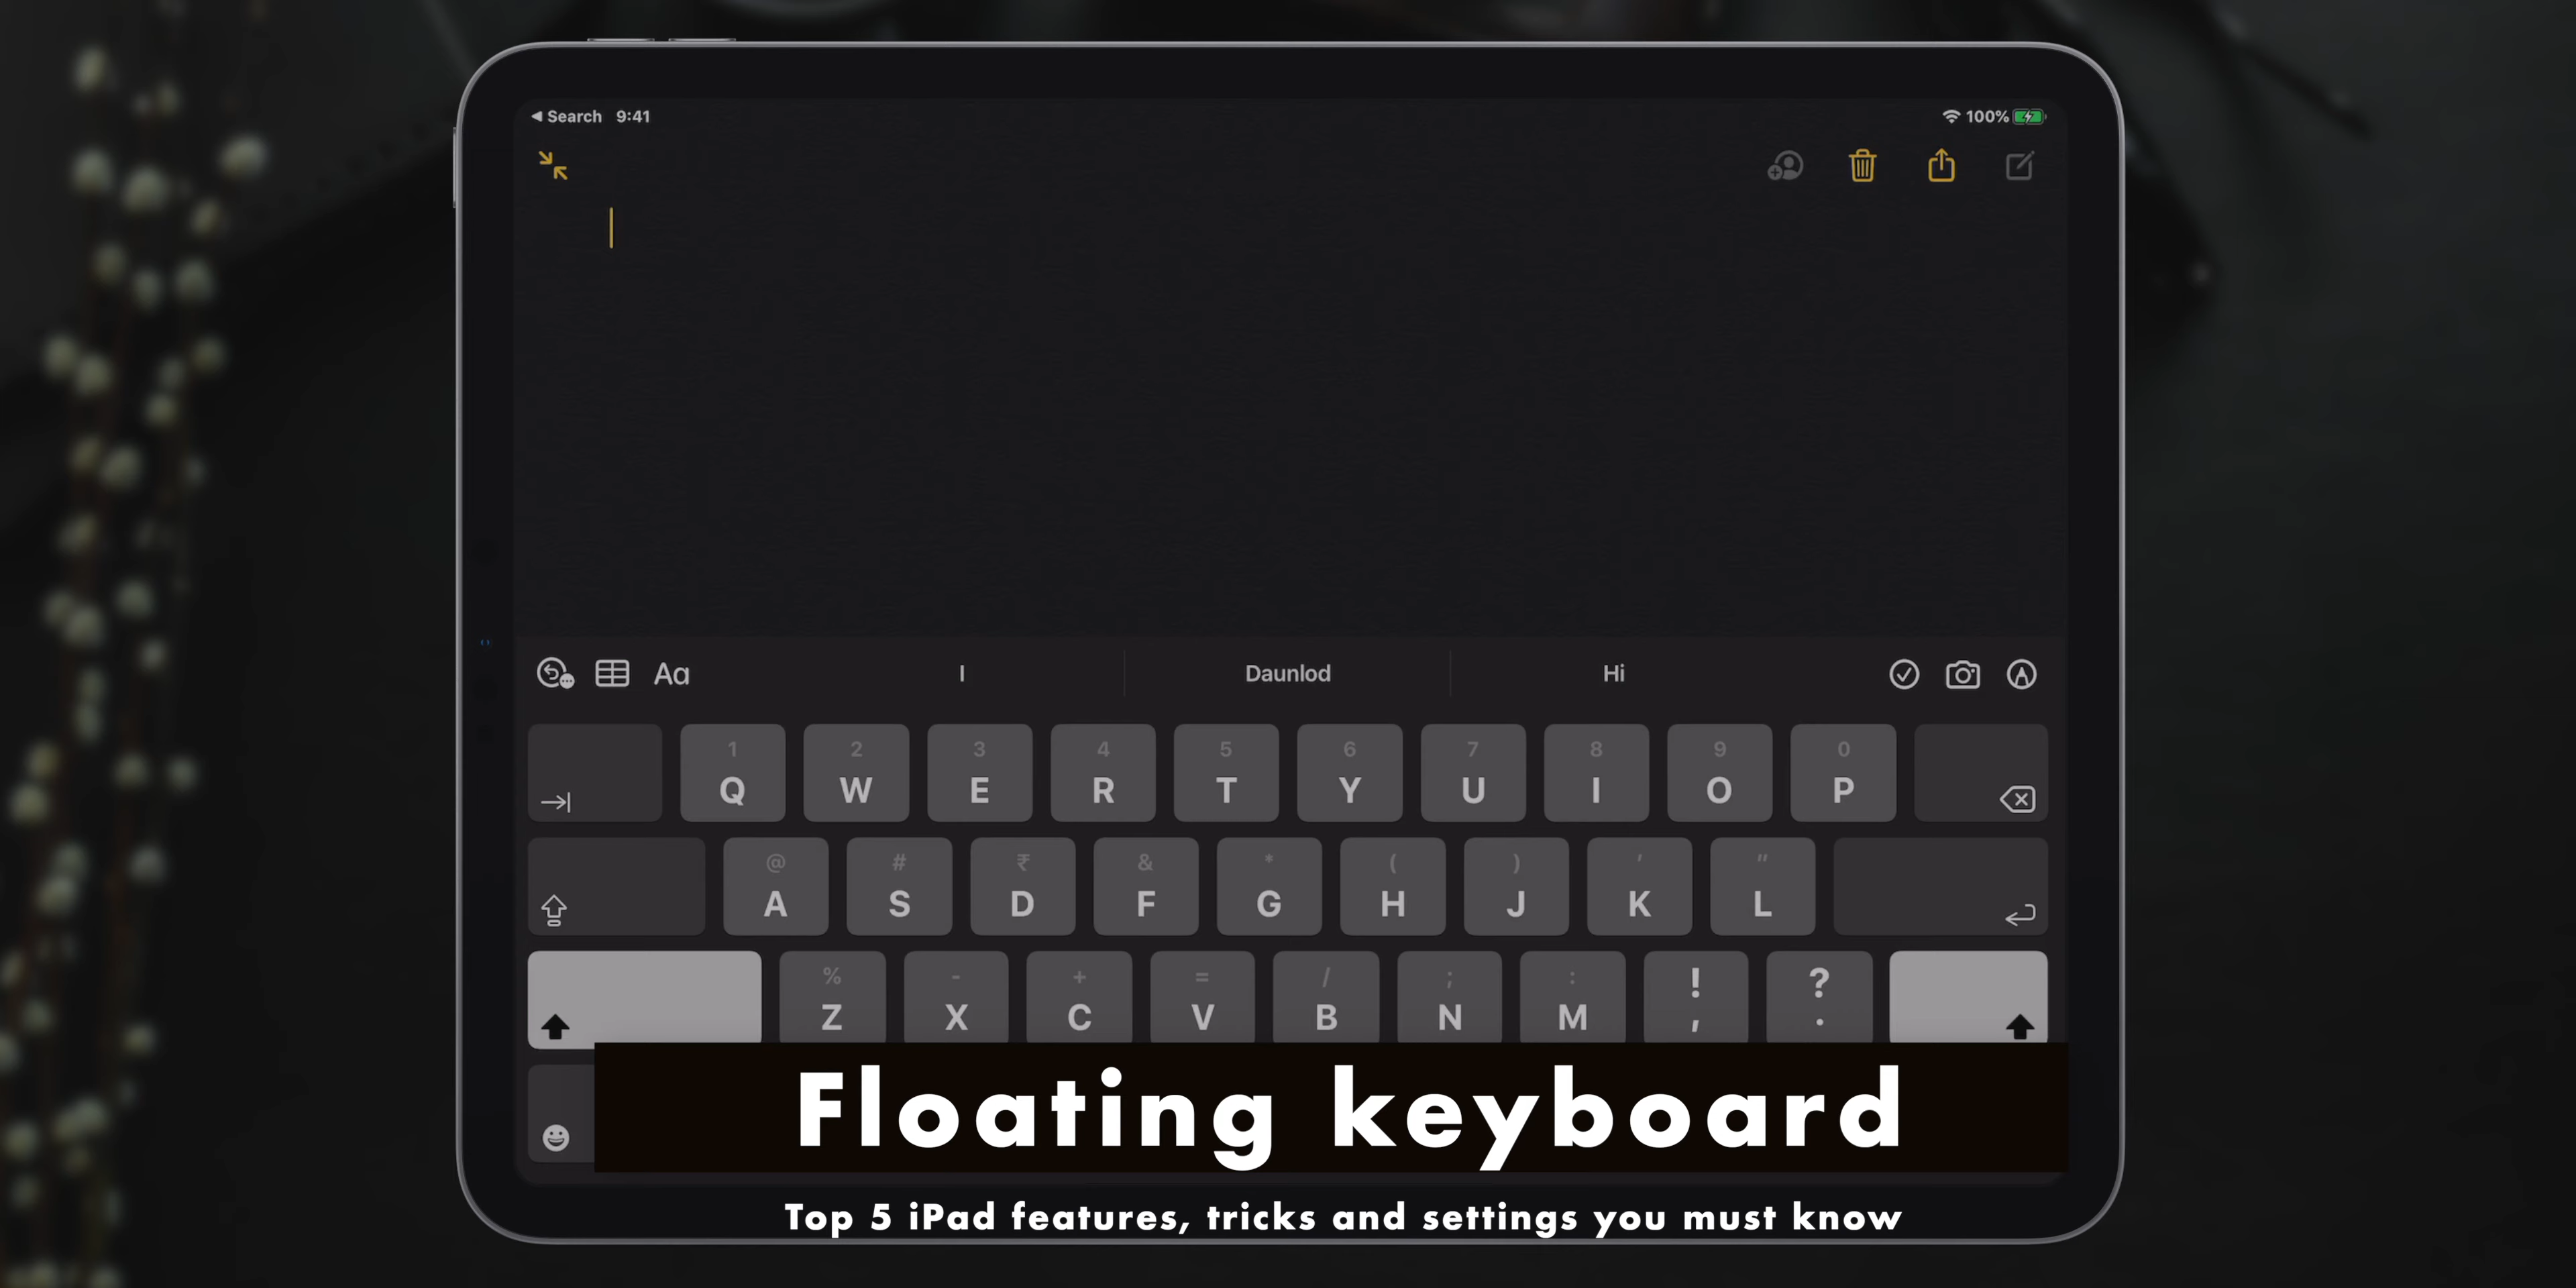 ◀ Search 9:41
100%
Aa I Daunlod Hi
1 2 3 4 5 6 7 8 9 0
Q W E R T Y U I O P
@ # ₹ & * ( ) ' "
A S D F G H J K L
% - + = / ; : ! ?
Z X C V B N M , .
Floating keyboard
Top 5 iPad features, tricks and settings you must know